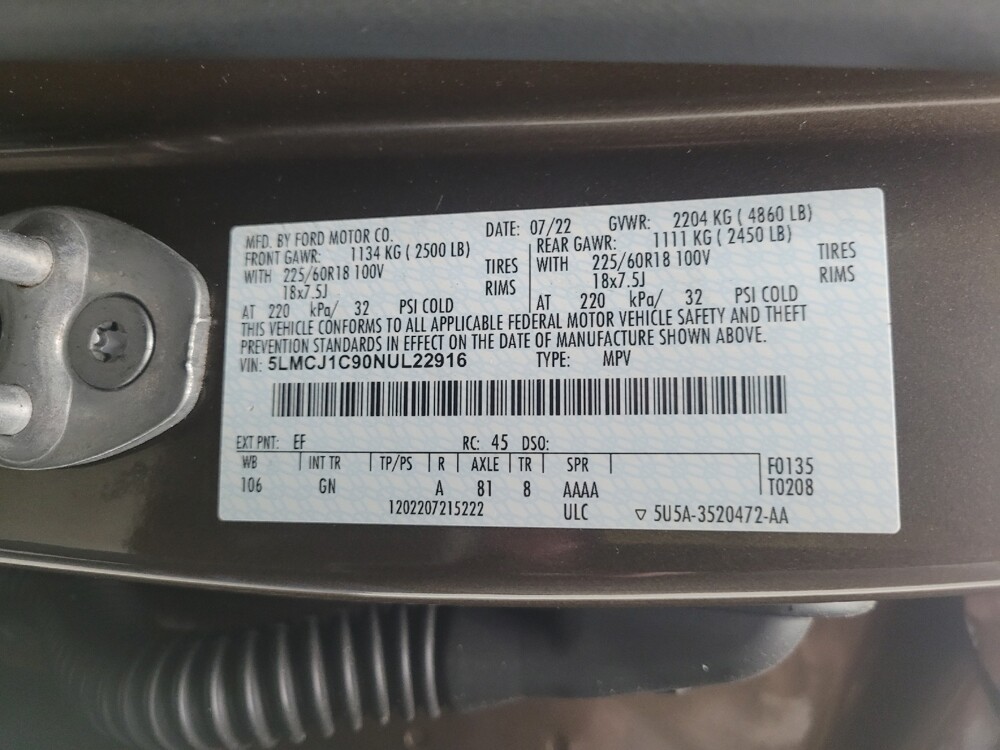 MFD. BY FORD MOTOR CO. DATE: 07/22 GVWR: 2204 KG ( 4860 LB)
FRONT GAWR: 1134 KG ( 2500 LB) REAR GAWR: 1111 KG ( 2450 LB)
WITH 225/60R18 100V TIRES WITH 225/60R18 100V TIRES
18x7.5J RIMS 18x7.5J RIMS
AT 220 kPa/ 32 PSI COLD AT 220 kPa/ 32 PSI COLD
THIS VEHICLE CONFORMS TO ALL APPLICABLE FEDERAL MOTOR VEHICLE SAFETY AND THEFT
PREVENTION STANDARDS IN EFFECT ON THE DATE OF MANUFACTURE SHOWN ABOVE.
VIN: 5LMCJ1C90NUL22916 TYPE: MPV
EXT PNT: EF RC: 45 DSO:
WB INT TR TP/PS R AXLE TR SPR F0135
106 GN A 81 8 AAAA T0208
1202207215222 ULC ▽ 5U5A-3520472-AA